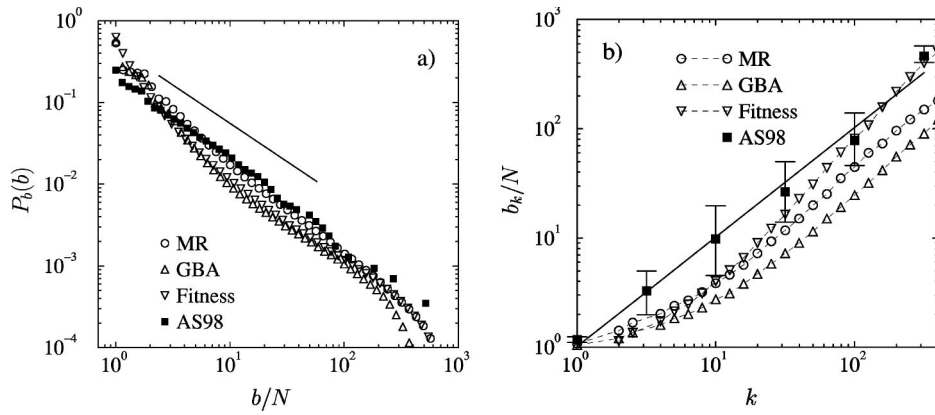 10^0
10^-1
10^-2
10^-3
10^-4
P_b(b)
a)
MR
GBA
Fitness
AS98
10^0 10^1 10^2 10^3
b/N
10^3
10^2
10^1
10^0
b_k/N
b)
MR
GBA
Fitness
AS98
10^0 10^1 10^2
k